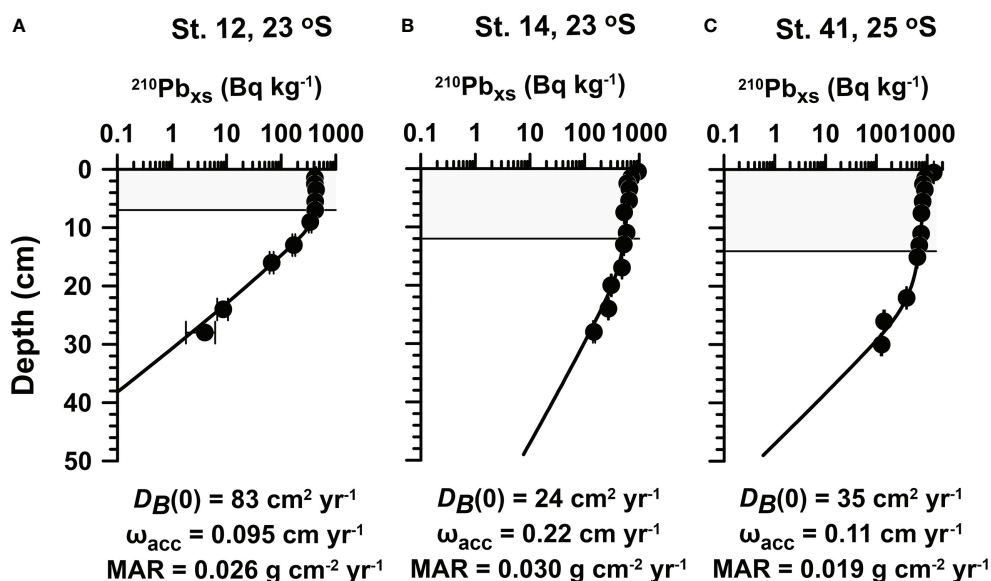 A St. 12, 23 °S
²¹⁰Pbxs (Bq kg⁻¹)
0.1 1 10 100 1000
0
10
20
30
40
50
Depth (cm)
DB(0) = 83 cm² yr⁻¹
ωacc = 0.095 cm yr⁻¹
MAR = 0.026 g cm⁻² yr⁻¹
B St. 14, 23 °S
²¹⁰Pbxs (Bq kg⁻¹)
0.1 1 10 100 1000
DB(0) = 24 cm² yr⁻¹
ωacc = 0.22 cm yr⁻¹
MAR = 0.030 g cm⁻² yr⁻¹
C St. 41, 25 °S
²¹⁰Pbxs (Bq kg⁻¹)
0.1 1 10 100 1000
DB(0) = 35 cm² yr⁻¹
ωacc = 0.11 cm yr⁻¹
MAR = 0.019 g cm⁻² yr⁻¹